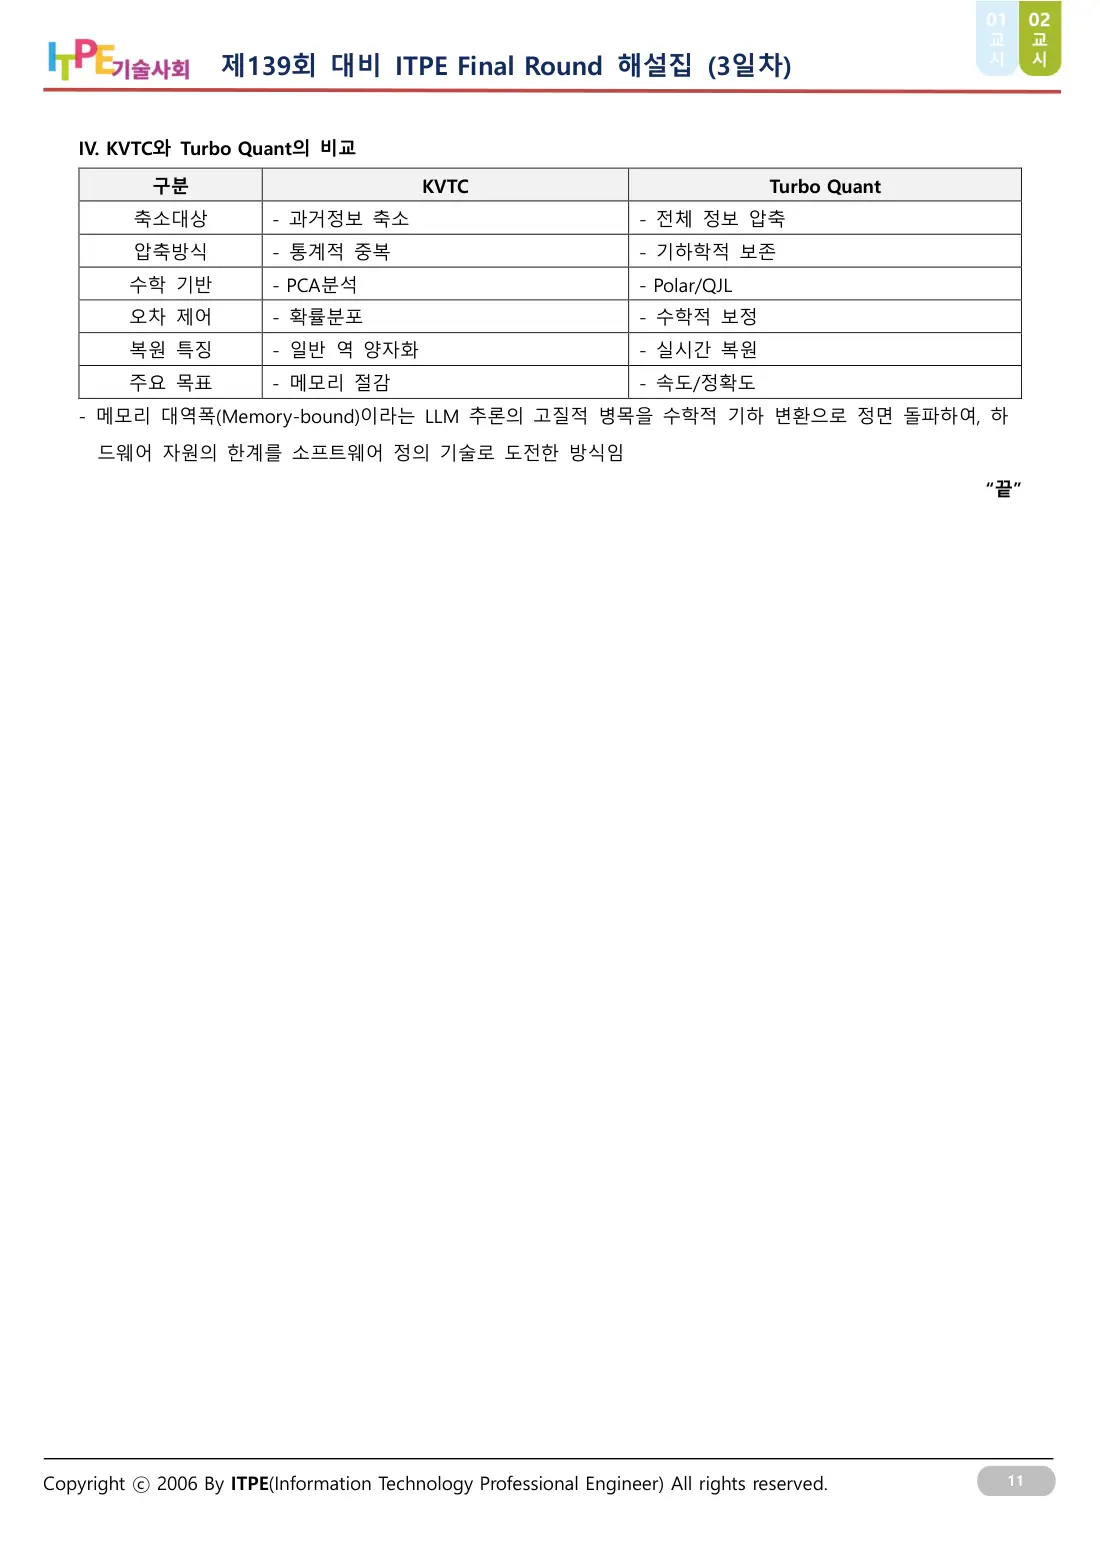 ITPE기술사회 제139회 대비 ITPE Final Round 해설집 (3일차)
01 교시
02 교시
IV. KVTC와 Turbo Quant의 비교
구분 KVTC Turbo Quant
축소대상 - 과거정보 축소 - 전체 정보 압축
압축방식 - 통계적 중복 - 기하학적 보존
수학 기반 - PCA분석 - Polar/QJL
오차 제어 - 확률분포 - 수학적 보정
복원 특징 - 일반 역 양자화 - 실시간 복원
주요 목표 - 메모리 절감 - 속도/정확도
- 메모리 대역폭(Memory-bound)이라는 LLM 추론의 고질적 병목을 수학적 기하 변환으로 정면 돌파하여, 하
드웨어 자원의 한계를 소프트웨어 정의 기술로 도전한 방식임
“끝”
Copyright ⓒ 2006 By ITPE(Information Technology Professional Engineer) All rights reserved. 11